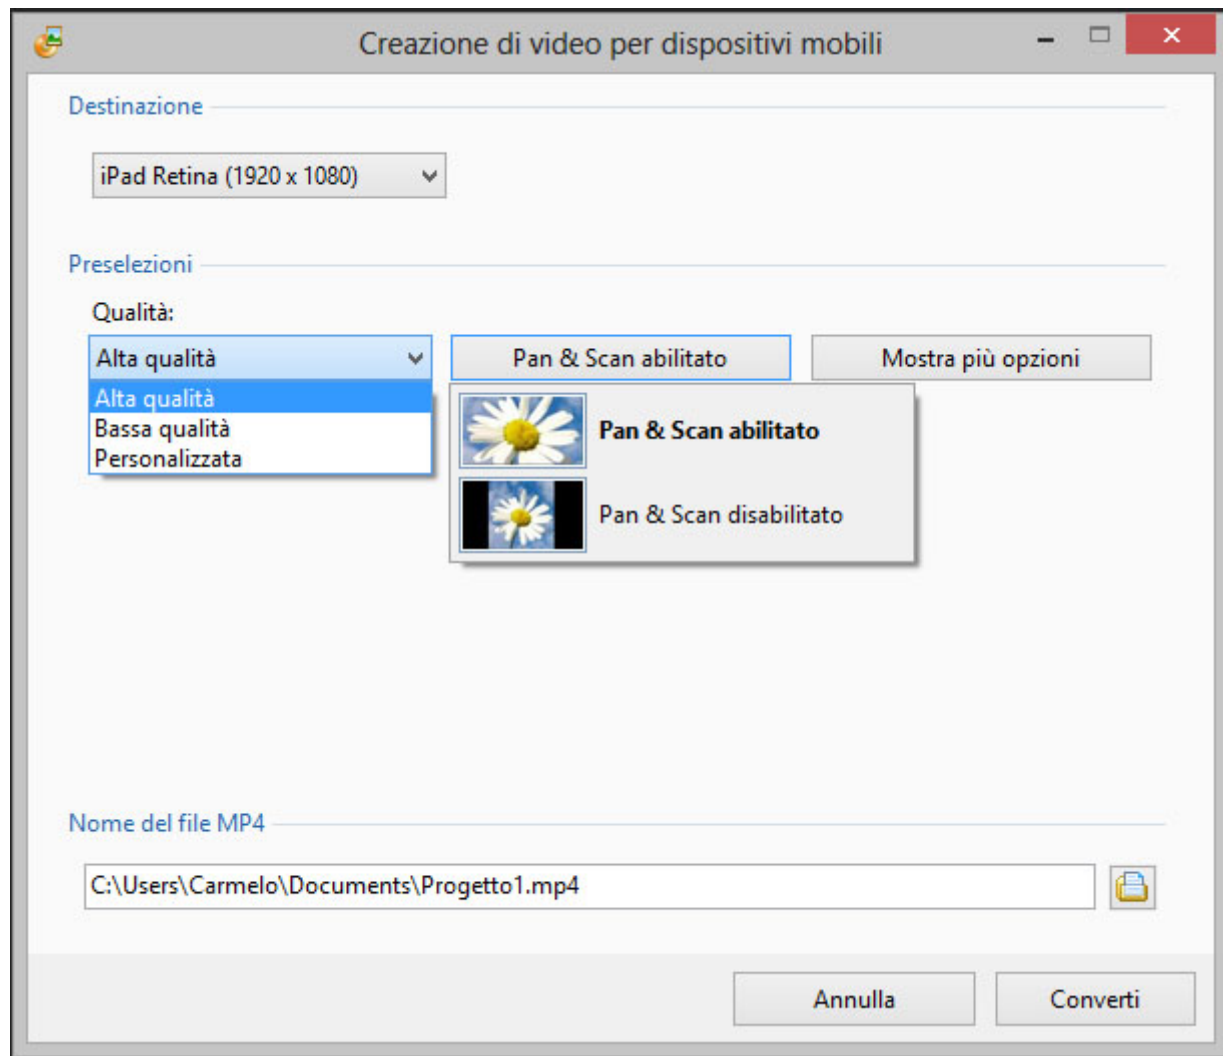 Creazione di video per dispositivi mobili
Destinazione
iPad Retina (1920 x 1080)
Preselezioni
Qualità:
Alta qualità
Pan & Scan abilitato
Mostra più opzioni
Alta qualità
Bassa qualità
Personalizzata
Pan & Scan abilitato
Pan & Scan disabilitato
Nome del file MP4
C:\Users\Carmelo\Documents\Progetto1.mp4
Annulla
Converti